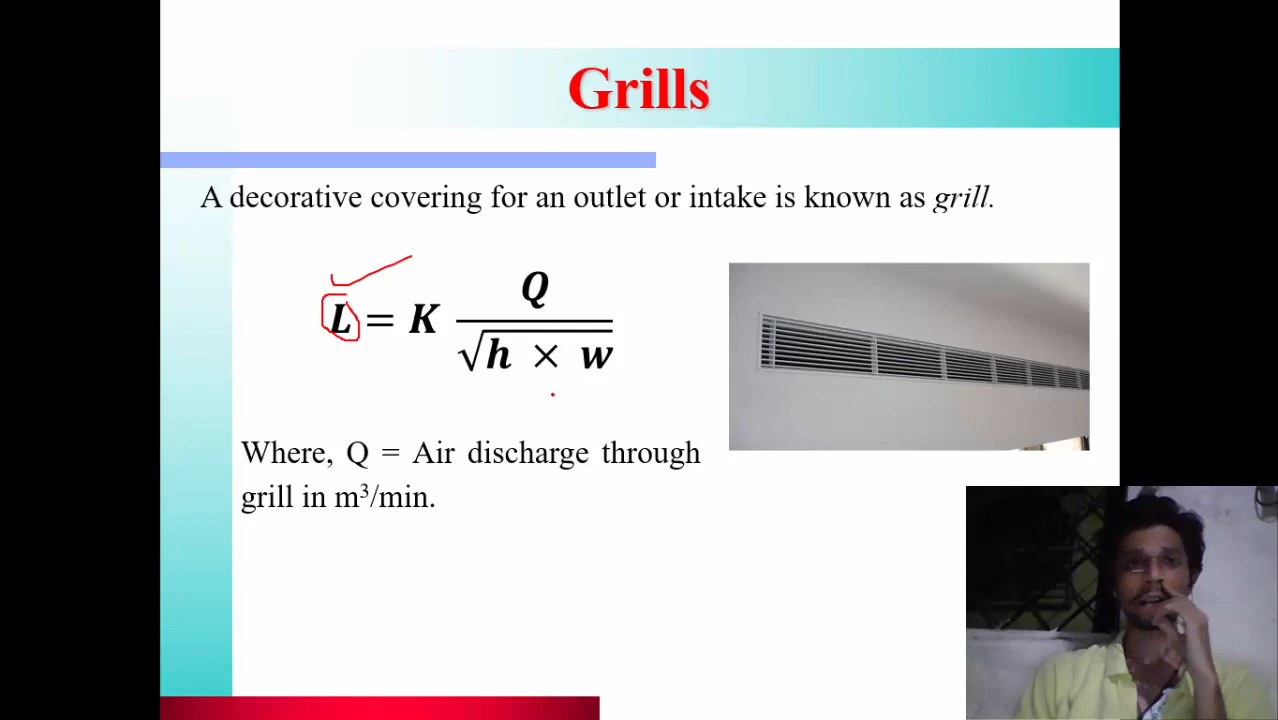 Grills
A decorative covering for an outlet or intake is known as grill.
L = K Q / √(h × w)
Where, Q = Air discharge through
grill in m³/min.